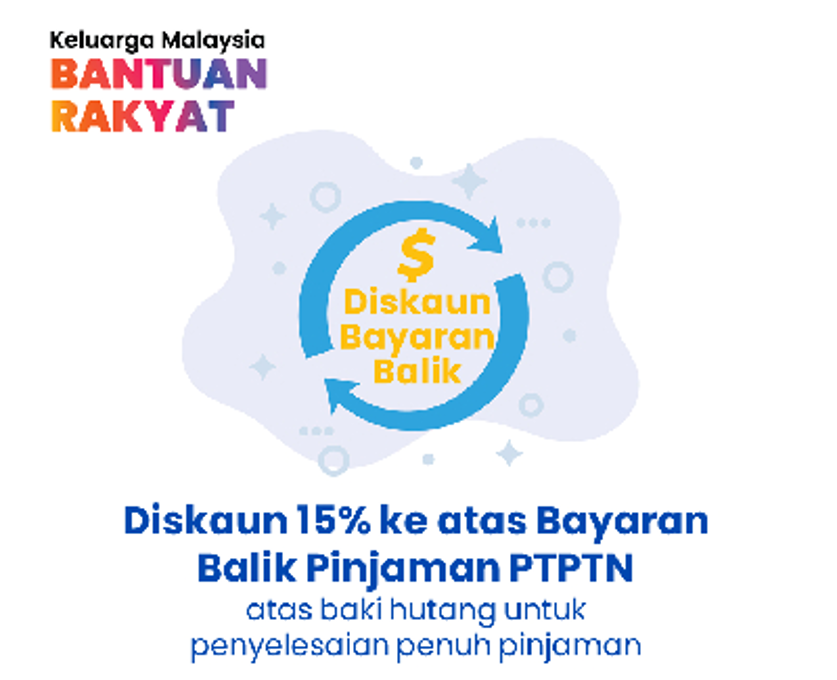 Keluarga Malaysia
BANTUAN
RAKYAT
$
Diskaun
Bayaran
Balik
Diskaun 15% ke atas Bayaran
Balik Pinjaman PTPTN
atas baki hutang untuk
penyelesaian penuh pinjaman